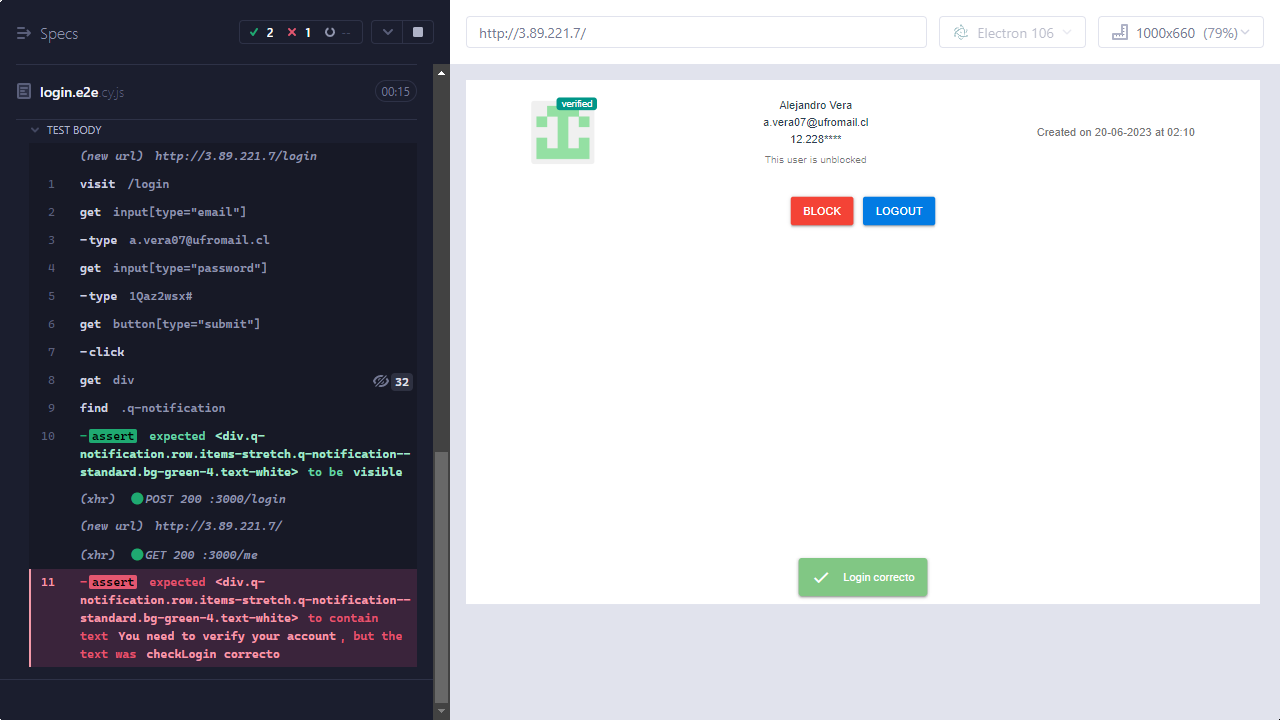 Specs
2 1 --
login.e2e.cy.js
00:15
TEST BODY
(new url) http://3.89.221.7/login
1 visit /login
2 get input[type="email"]
3 -type a.vera07@ufromail.cl
4 get input[type="password"]
5 -type 1Qaz2wsx#
6 get button[type="submit"]
7 -click
8 get div 32
9 find .q-notification
10 -assert expected <div.q-
notification.row.items-stretch.q-notification--
standard.bg-green-4.text-white> to be visible
(xhr) POST 200 :3000/login
(new url) http://3.89.221.7/
(xhr) GET 200 :3000/me
11 -assert expected <div.q-
notification.row.items-stretch.q-notification--
standard.bg-green-4.text-white> to contain
text You need to verify your account, but the
text was checkLogin correcto
http://3.89.221.7/
Electron 106
1000x660 (79%)
verified
Alejandro Vera
a.vera07@ufromail.cl
12.228****
This user is unblocked
Created on 20-06-2023 at 02:10
BLOCK
LOGOUT
Login correcto